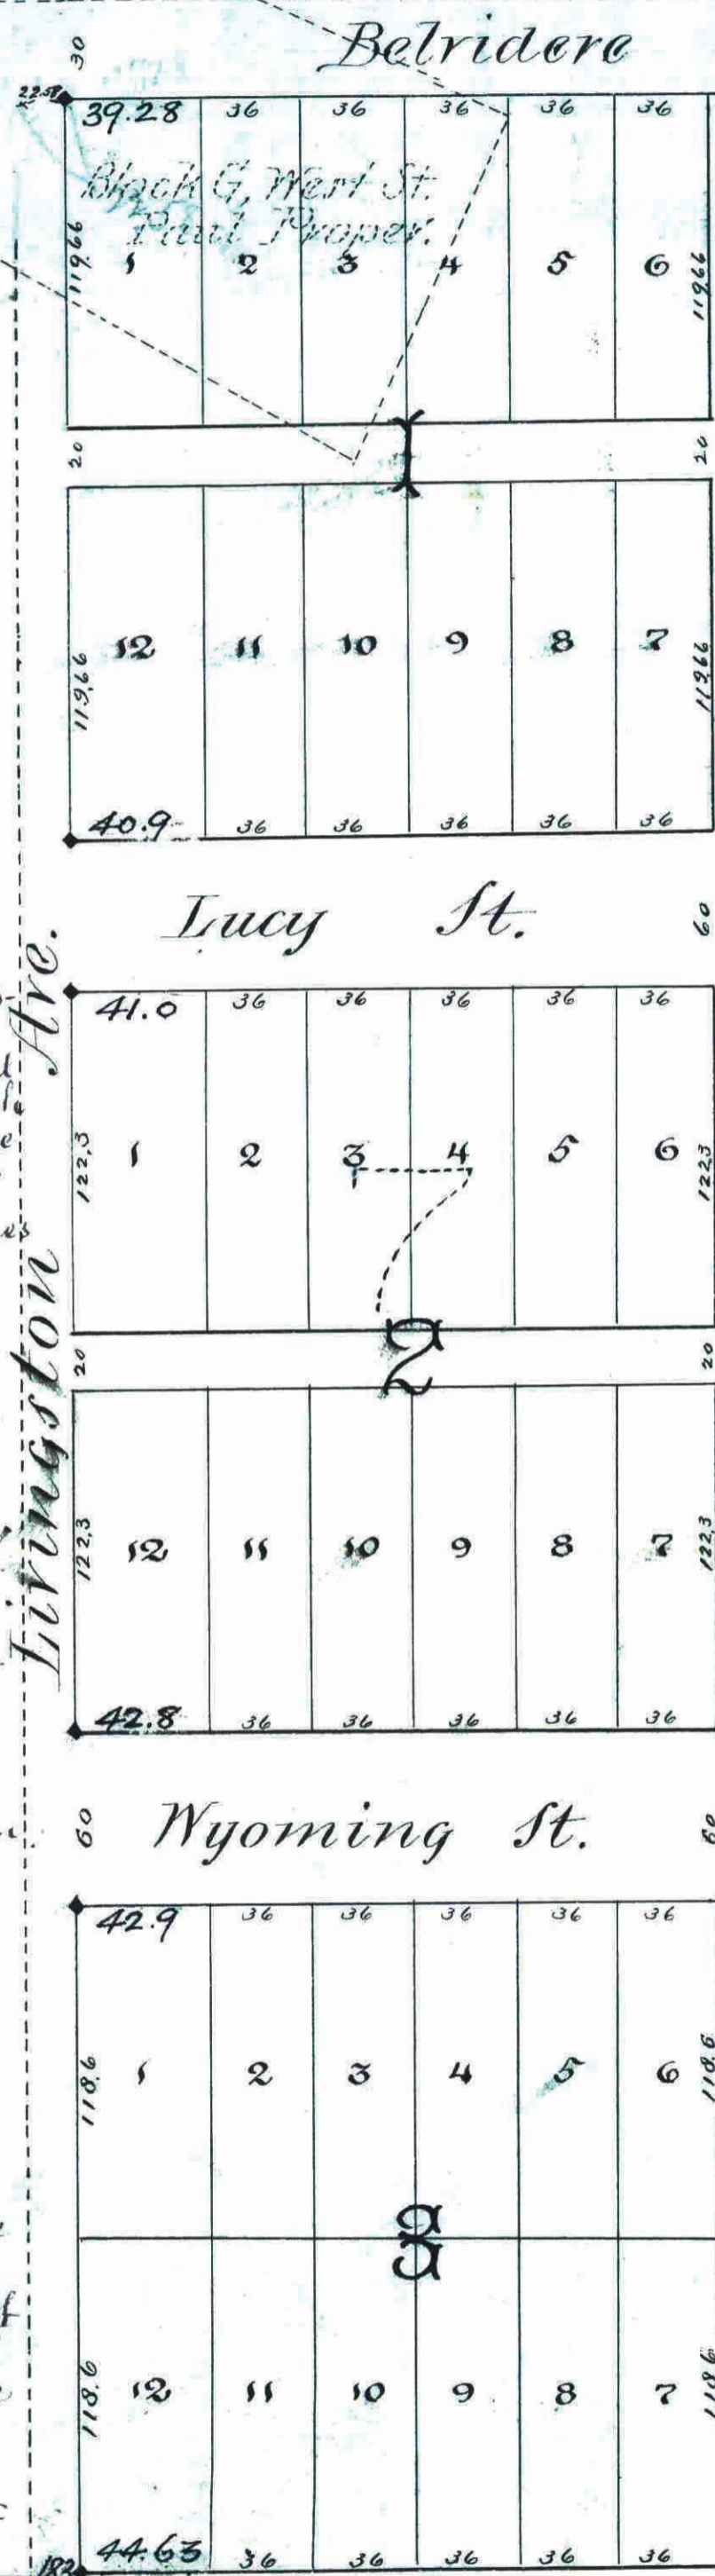 30 Belvidere
39.28 36 36 36 36 36
Block G, West St.
Paul Proper.
119.66 1 2 3 4 5 6 119.66
20 1 20
119.66 12 11 10 9 8 7 119.66
40.9 36 36 36 36 36
Lucy St. 60
41.0 36 36 36 36 36
122.3 1 2 3 4 5 6 122.3
20 2 20
122.3 12 11 10 9 8 7 122.3
42.8 36 36 36 36 36
Livingston Ave.
60 Wyoming St. 60
42.9 36 36 36 36 36
118.6 1 2 3 4 5 6 118.6
3
118.6 12 11 10 9 8 7 118.6
182 44.63 36 36 36 36 36